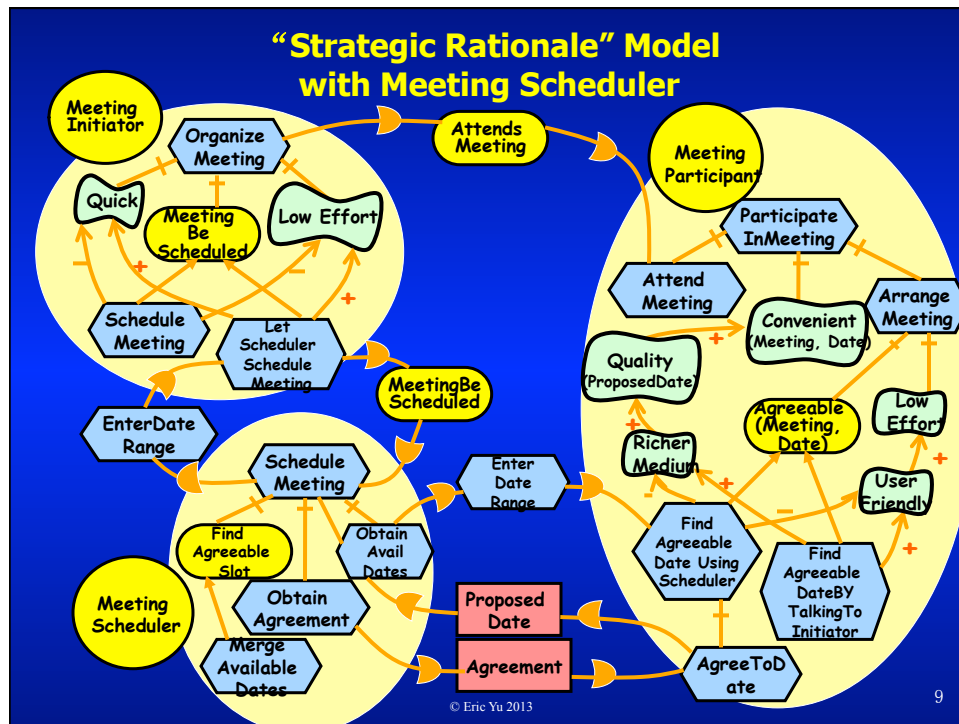 “Strategic Rationale” Model
with Meeting Scheduler
Meeting
Initiator
Organize
Meeting
Attends
Meeting
Meeting
Participant
Quick
Meeting
Be
Scheduled
Low Effort
Participate
InMeeting
Attend
Meeting
Arrange
Meeting
–
+
–
+
Schedule
Meeting
Let
Scheduler
Schedule
Meeting
Quality
(ProposedDate)
+
Convenient
(Meeting, Date)
MeetingBe
Scheduled
EnterDate
Range
Agreeable
(Meeting,
Date)
Low
Effort
+
+
Richer
Medium
Schedule
Meeting
Enter
Date
Range
User
Friendly
–
+
–
+
Find
Agreeable
Slot
Obtain
Avail
Dates
Find
Agreeable
Date Using
Scheduler
Find
Agreeable
DateBY
TalkingTo
Initiator
Meeting
Scheduler
Obtain
Agreement
Proposed
Date
Merge
Available
Dates
Agreement
AgreeToD
ate
© Eric Yu 2013
9